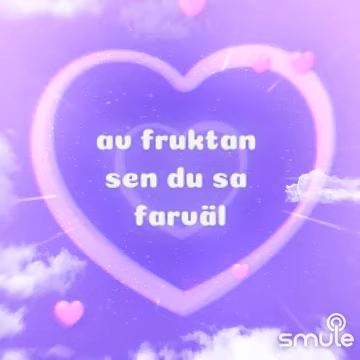 av fruktan
sen du sa
farväl
smule